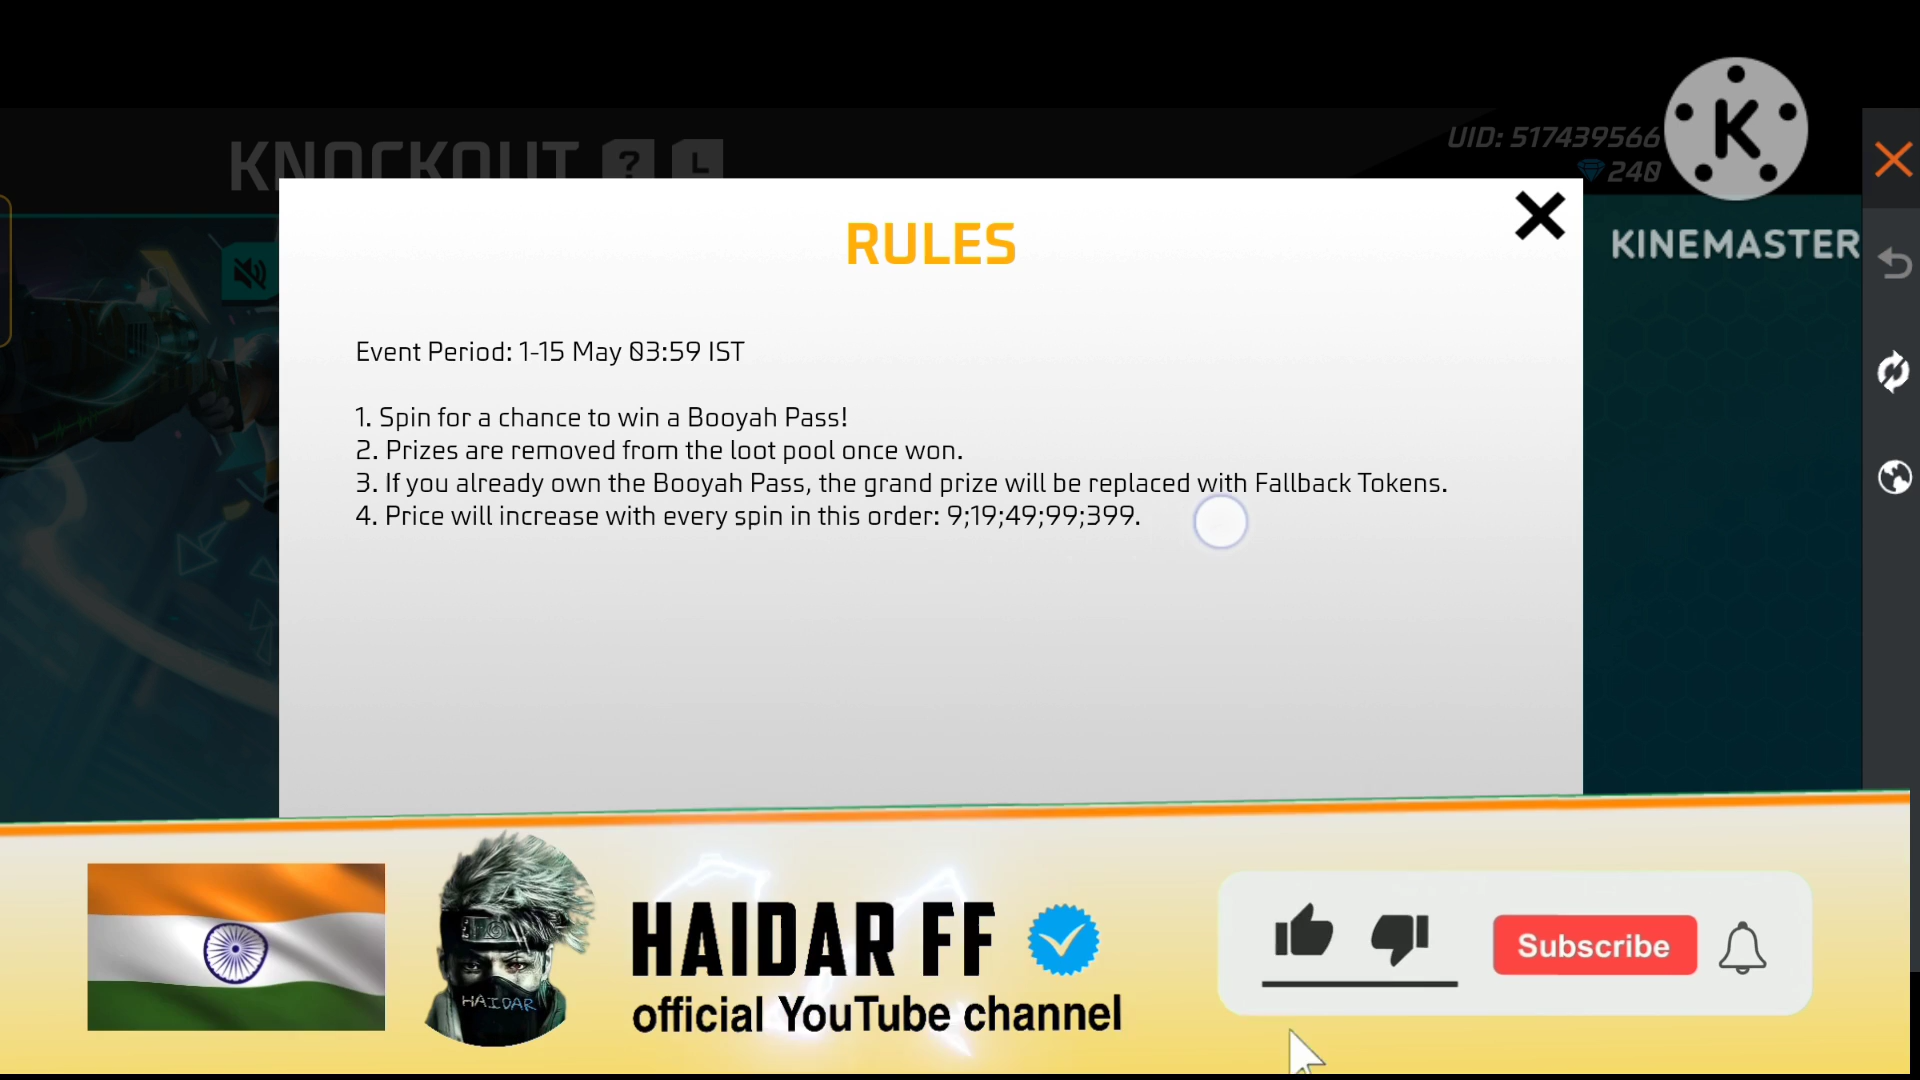 KNOCKOUT ? L
UID: 517439566
240
K
KINEMASTER
RULES
Event Period: 1-15 May 03:59 IST
1. Spin for a chance to win a Booyah Pass!
2. Prizes are removed from the loot pool once won.
3. If you already own the Booyah Pass, the grand prize will be replaced with Fallback Tokens.
4. Price will increase with every spin in this order: 9;19;49;99;399.
HAIDAR
HAIDAR FF
official YouTube channel
Subscribe